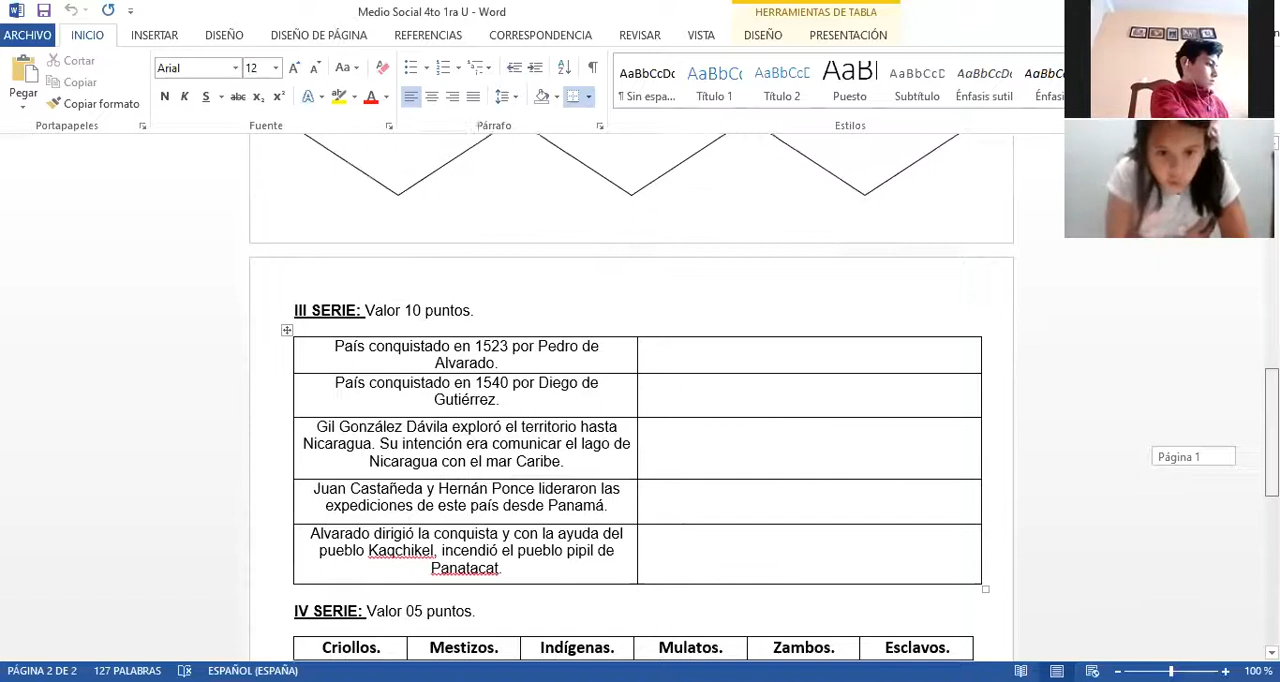 Medio Social 4to 1ra U - Word
HERRAMIENTAS DE TABLA
ARCHIVO INICIO INSERTAR DISEÑO DISEÑO DE PÁGINA REFERENCIAS CORRESPONDENCIA REVISAR VISTA DISEÑO PRESENTACIÓN
Cortar
Copiar
Pegar
Copiar formato
Arial 12
Aa
N K S abc x₂ x² A A
AaBbCcDc AaBbCc AaBbCcD AaBl AaBbCcD AaBbCcDc AaBbCc
¶ Sin espa... Título 1 Título 2 Puesto Subtítulo Énfasis sutil Énfas
Portapapeles Fuente Párrafo Estilos
III SERIE: Valor 10 puntos.
País conquistado en 1523 por Pedro de
Alvarado.
País conquistado en 1540 por Diego de
Gutiérrez.
Gil González Dávila exploró el territorio hasta
Nicaragua. Su intención era comunicar el lago de
Nicaragua con el mar Caribe.
Juan Castañeda y Hernán Ponce lideraron las
expediciones de este país desde Panamá.
Alvarado dirigió la conquista y con la ayuda del
pueblo Kaqchikel, incendió el pueblo pipil de
Panatacat.
Página 1
IV SERIE: Valor 05 puntos.
Criollos. Mestizos. Indígenas. Mulatos. Zambos. Esclavos.
PÁGINA 2 DE 2 127 PALABRAS ESPAÑOL (ESPAÑA) 100 %